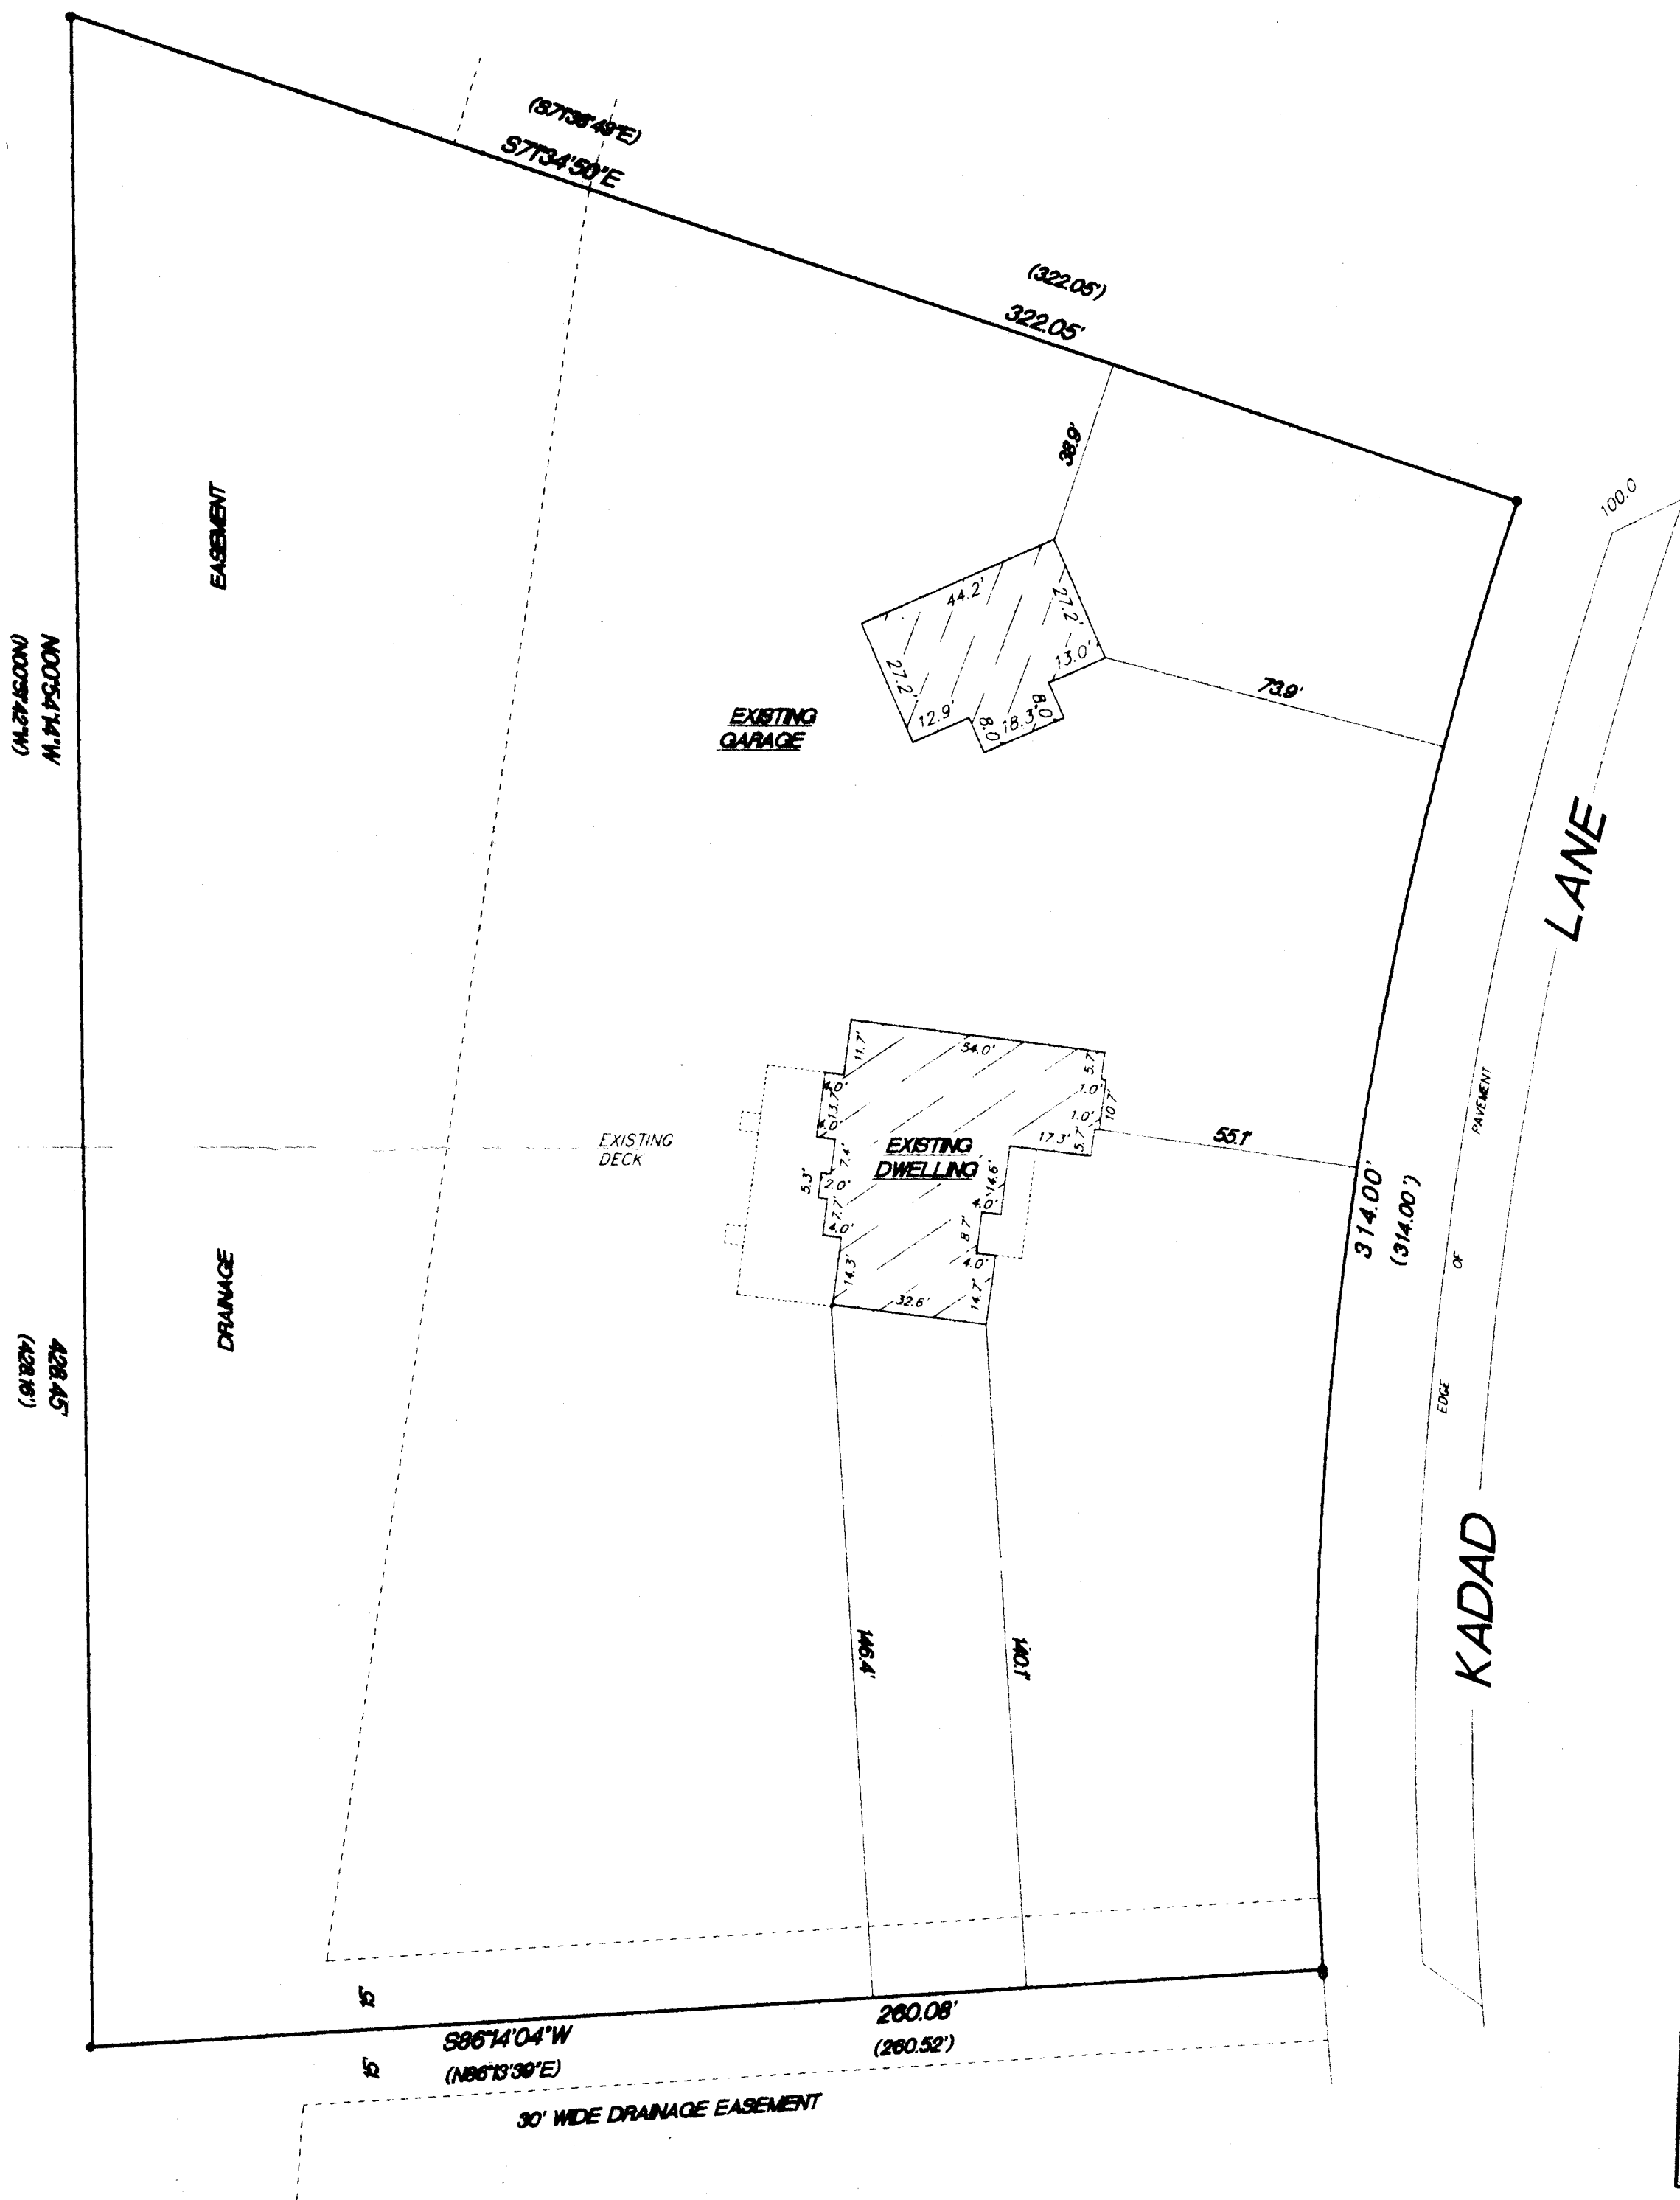 (S71°38'49"E)
S71°34'50"E
(322.05')
322.05'
38.9'
100.0
44.2'
27.2'
27.2'
13.0'
12.9'
8.0
18.3'
8.0'
73.9'
EXISTING
GARAGE
EASEMENT
N00°54'14"W
(N00°51'42"W)
LANE
54.0'
11.7'
5.7'
1.0'
10.7'
1.0'
5.7'
13.7'
17.3'
55.1'
EXISTING
DECK
EXISTING
DWELLING
7.4'
5.3'
2.0'
7.7'
4.0'
14.6'
4.0'
8.7'
4.0'
14.3'
14.7'
32.6'
314.00'
(314.00')
EDGE OF PAVEMENT
DRAINAGE
428.45'
(428.16')
146.4'
140.1'
KADAD
15'
15'
S86°14'04"W
(N86°13'39"E)
260.08'
(260.52')
30' WIDE DRAINAGE EASEMENT